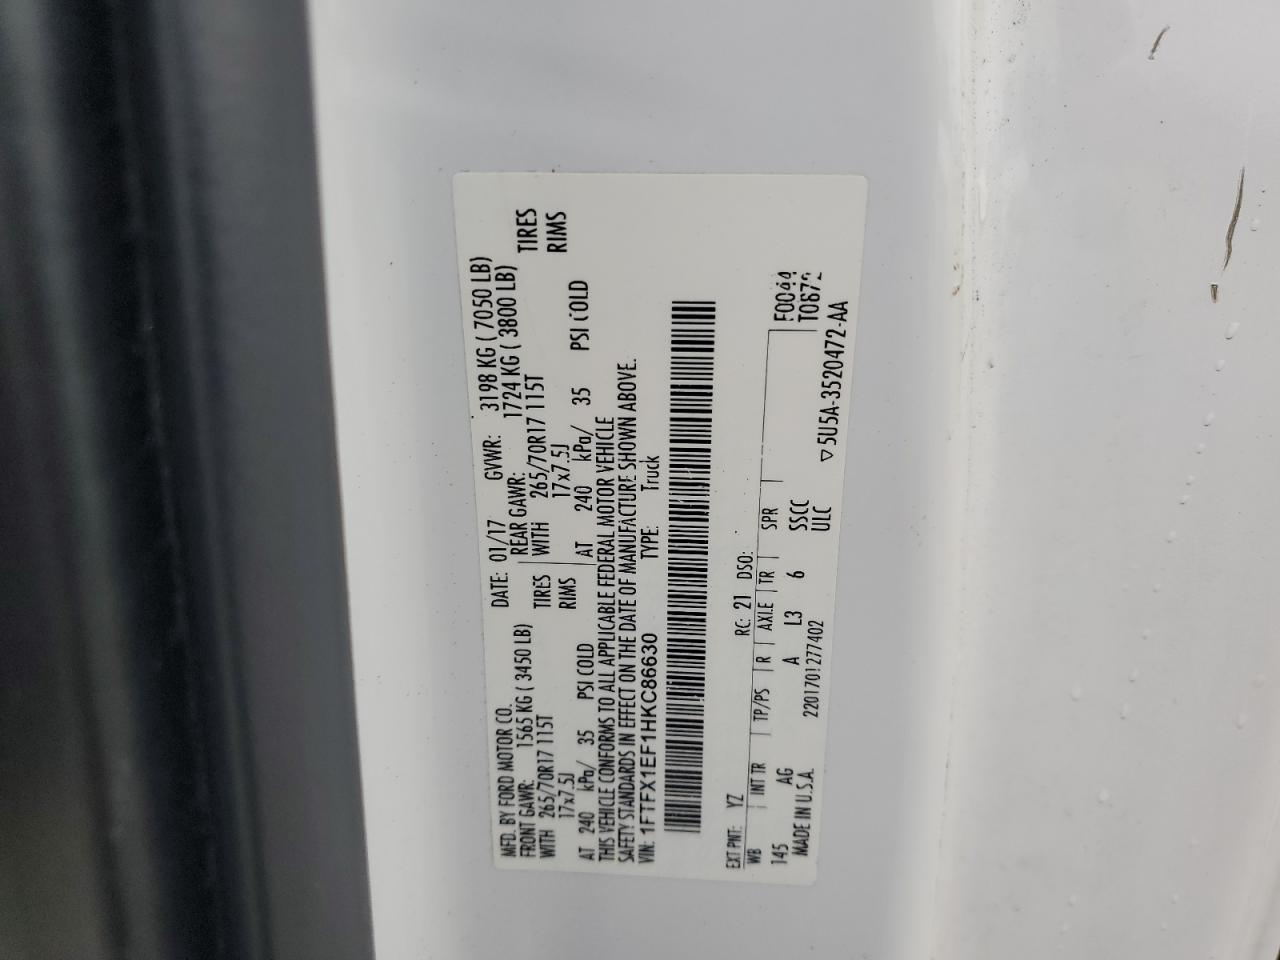 MFD. BY FORD MOTOR CO. DATE: 01/17 GVWR: 3198 KG ( 7050 LB)
FRONT GAWR: 1565 KG ( 3450 LB) REAR GAWR: 1724 KG ( 3800 LB)
WITH 265/70R17 115T TIRES WITH 265/70R17 115T TIRES
17x7.5J RIMS 17x7.5J RIMS
AT 240 kPa/ 35 PSI COLD AT 240 kPa/ 35 PSI COLD
THIS VEHICLE CONFORMS TO ALL APPLICABLE FEDERAL MOTOR VEHICLE
SAFETY STANDARDS IN EFFECT ON THE DATE OF MANUFACTURE SHOWN ABOVE.
VIN: 1FTFX1EF1HKC86630 TYPE: Truck
EXT PNT: YZ RC: 21 DSO:
WB INT TR TP/PS R AXLE TR SPR F0044
145 AG A L3 6 SSCC T0872
MADE IN U.S.A. 2201701277402 ULC
▽5U5A-3520472-AA